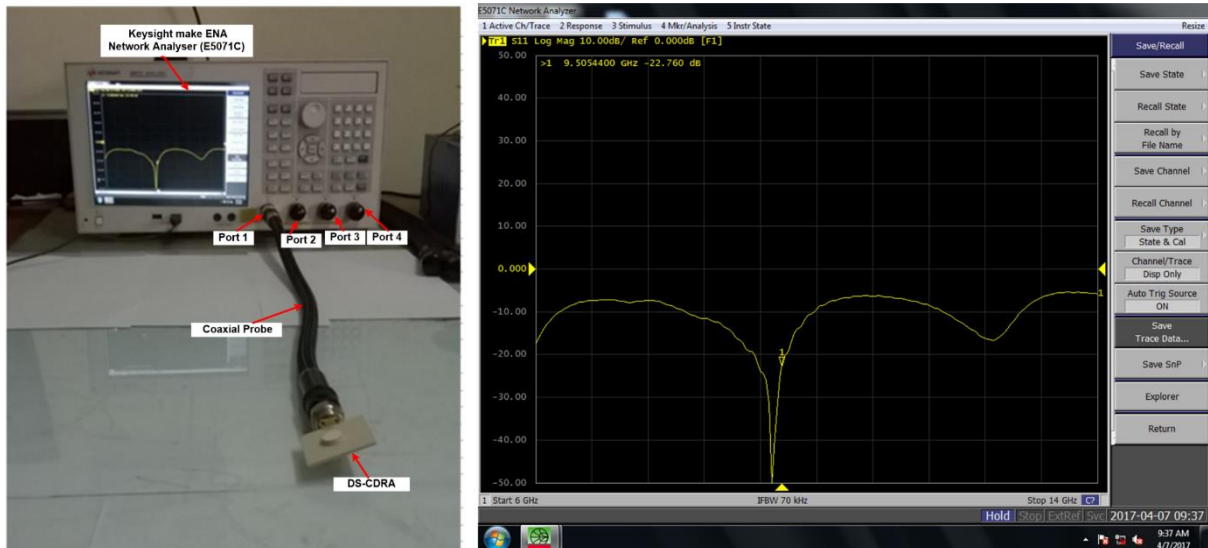 Keysight make ENA
Network Analyser (E5071C)
Port 1
Port 2
Port 3
Port 4
Coaxial Probe
DS-CDRA
E5071C Network Analyzer
1 Active Ch/Trace 2 Response 3 Stimulus 4 Mkr/Analysis 5 Instr State
Resize
Tr1 S11 Log Mag 10.00dB/ Ref 0.000dB [F1]
50.00
>1 9.5054400 GHz -22.760 dB
40.00
30.00
20.00
10.00
0.000
-10.00
-20.00
-30.00
-40.00
-50.00
1
1
1 Start 6 GHz
IFBW 70 kHz
Stop 14 GHz
C?
Save/Recall
Save State
Recall State
Recall by
File Name
Save Channel
Recall Channel
Save Type
State & Cal
Channel/Trace
Disp Only
Auto Trig Source
ON
Save
Trace Data...
Save SnP
Explorer
Return
Hold
Stop
ExtRef
Svc
2017-04-07 09:37
9:37 AM
4/7/2017